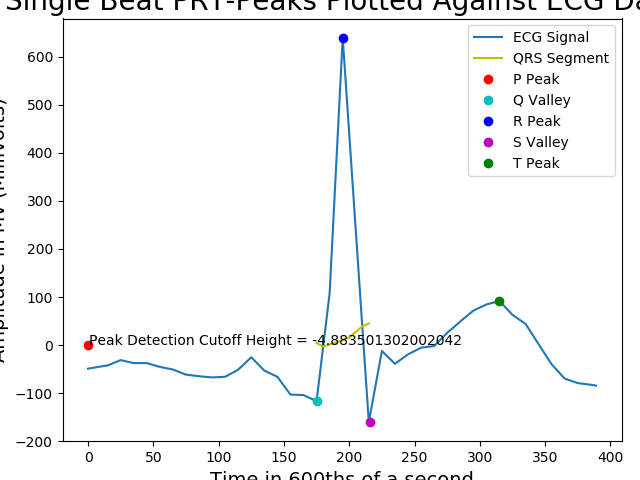 Single Beat PRT-Peaks Plotted Against ECG Da
Amplitude in MV (Millivolts)
600
500
400
300
200
100
0
−100
−200
ECG Signal
QRS Segment
P Peak
Q Valley
R Peak
S Valley
T Peak
Peak Detection Cutoff Height = -4.883501302002042
0 50 100 150 200 250 300 350 400
Time in 600ths of a second